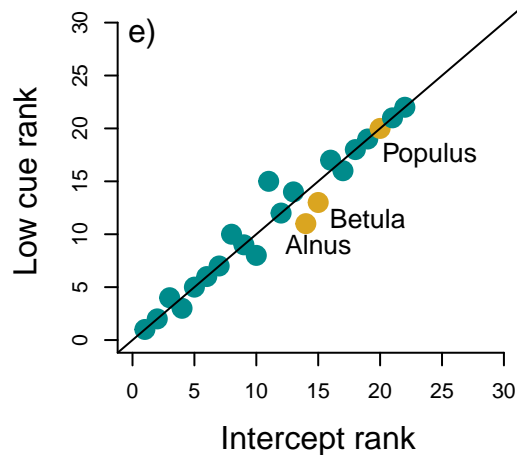 e)
30
25
20
15
10
5
0
Low cue rank
Populus
Betula
Alnus
0 5 10 15 20 25 30
Intercept rank